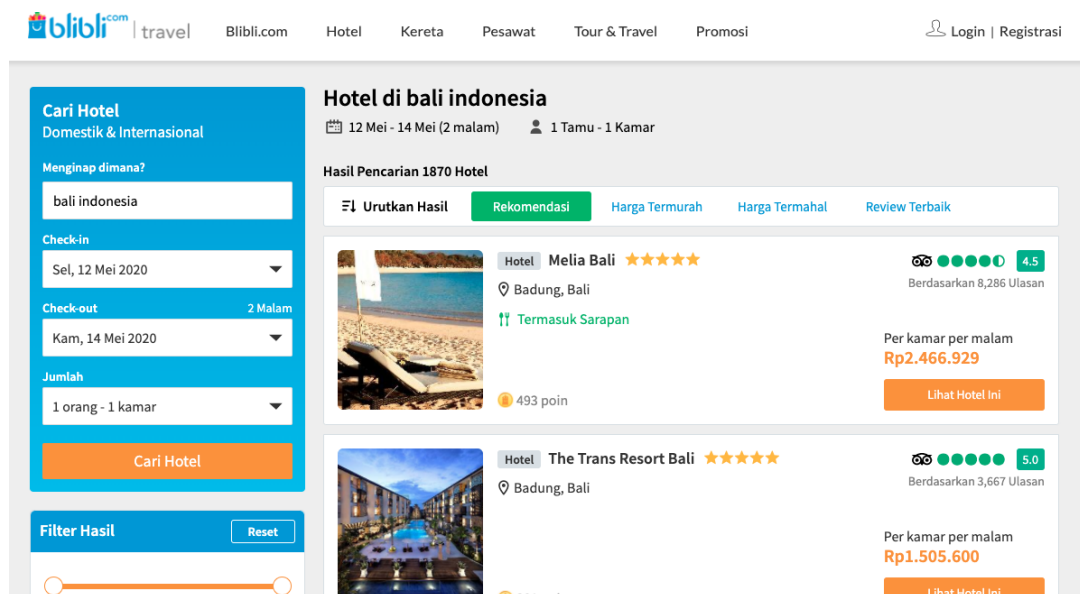 blibli.com | travel
Blibli.com
Hotel
Kereta
Pesawat
Tour & Travel
Promosi
Login | Registrasi
Cari Hotel
Domestik & Internasional
Menginap dimana?
bali indonesia
Check-in
Sel, 12 Mei 2020
Check-out 2 Malam
Kam, 14 Mei 2020
Jumlah
1 orang - 1 kamar
Cari Hotel
Filter Hasil Reset
Hotel di bali indonesia
12 Mei - 14 Mei (2 malam) 1 Tamu - 1 Kamar
Hasil Pencarian 1870 Hotel
Urutkan Hasil Rekomendasi Harga Termurah Harga Termahal Review Terbaik
Hotel Melia Bali
4.5
Badung, Bali
Berdasarkan 8,286 Ulasan
Termasuk Sarapan
Per kamar per malam
Rp2.466.929
Lihat Hotel Ini
493 poin
Hotel The Trans Resort Bali
5.0
Badung, Bali
Berdasarkan 3,667 Ulasan
Per kamar per malam
Rp1.505.600
Lihat Hotel Ini